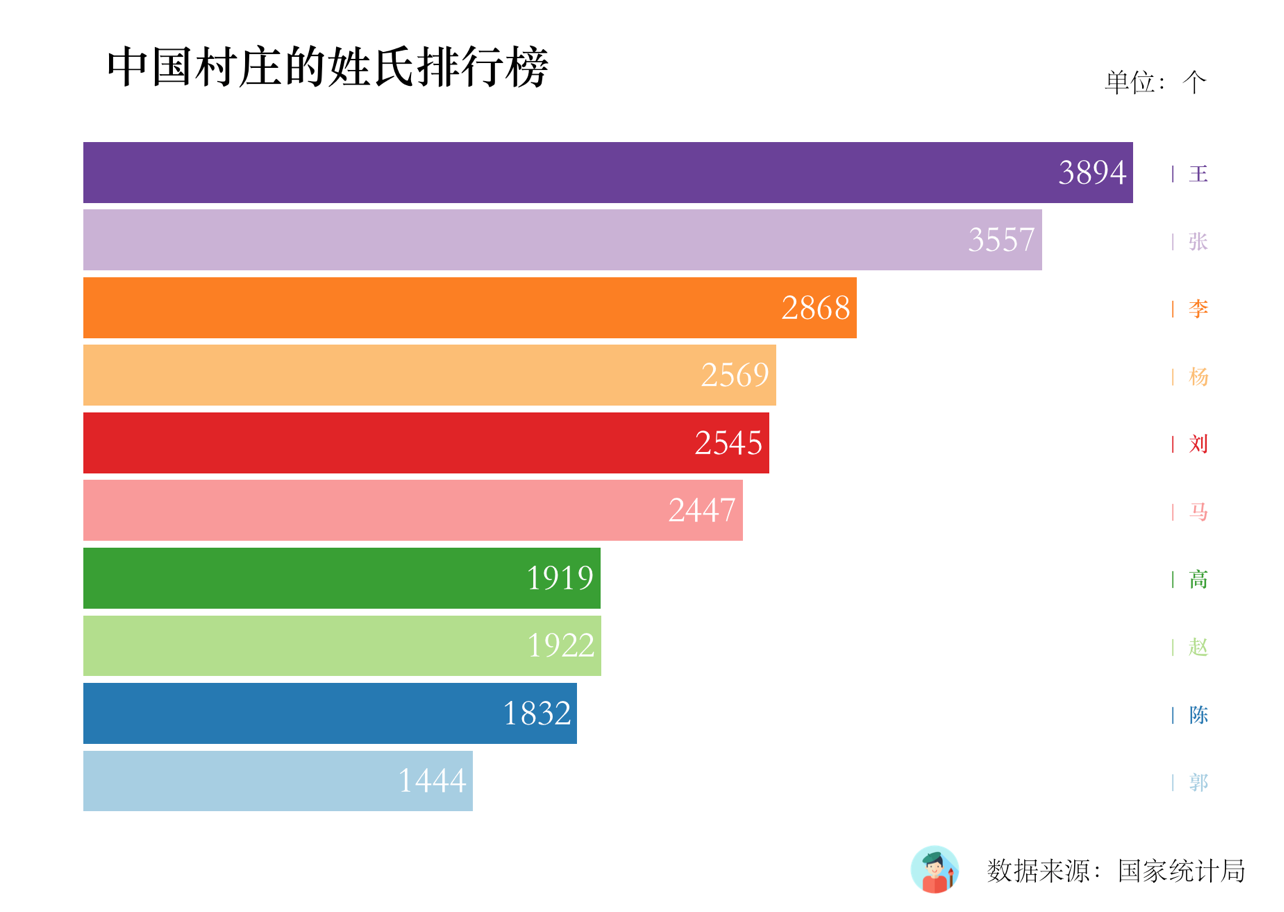 中国村庄的姓氏排行榜
单位：个
3894 | 王
3557 | 张
2868 | 李
2569 | 杨
2545 | 刘
2447 | 马
1919 | 高
1922 | 赵
1832 | 陈
1444 | 郭
数据来源：国家统计局